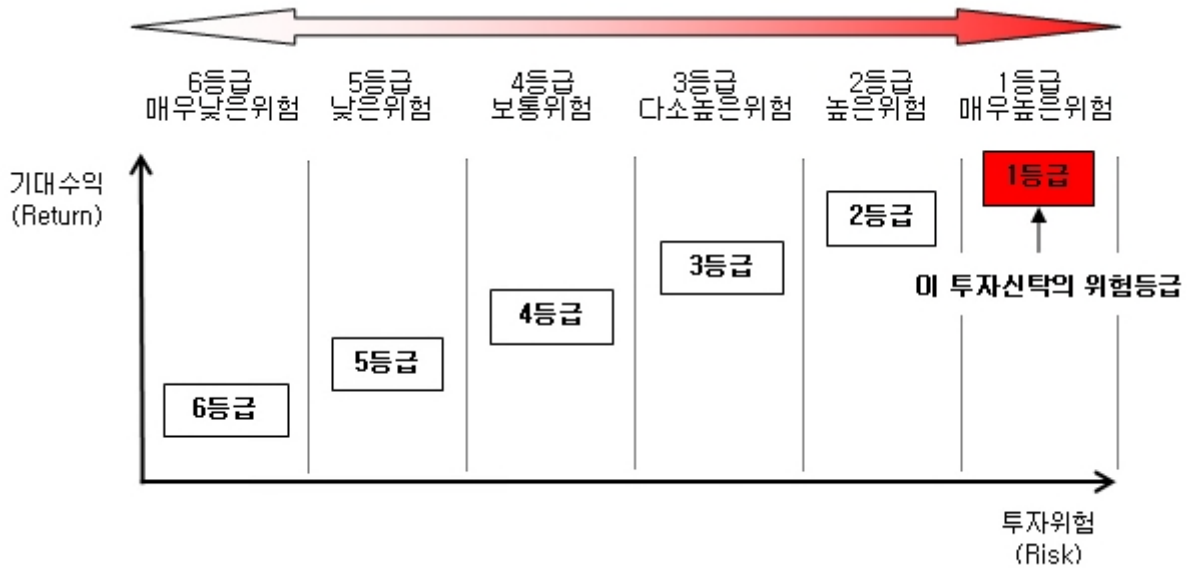 6등급 5등급 4등급 3등급 2등급 1등급
매우낮은위험 낮은위험 보통위험 다소높은위험 높은위험 매우높은위험
기대수익
(Return)
1등급
2등급
3등급
이 투자신탁의 위험등급
4등급
5등급
6등급
투자위험
(Risk)